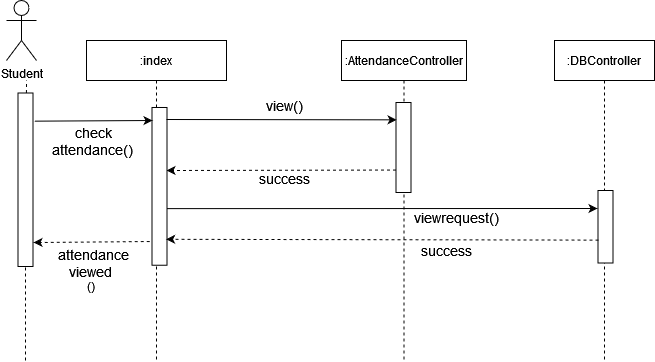 Student
:index
:AttendanceController
:DBController
check
attendance()
view()
success
viewrequest()
success
attendance
viewed
()